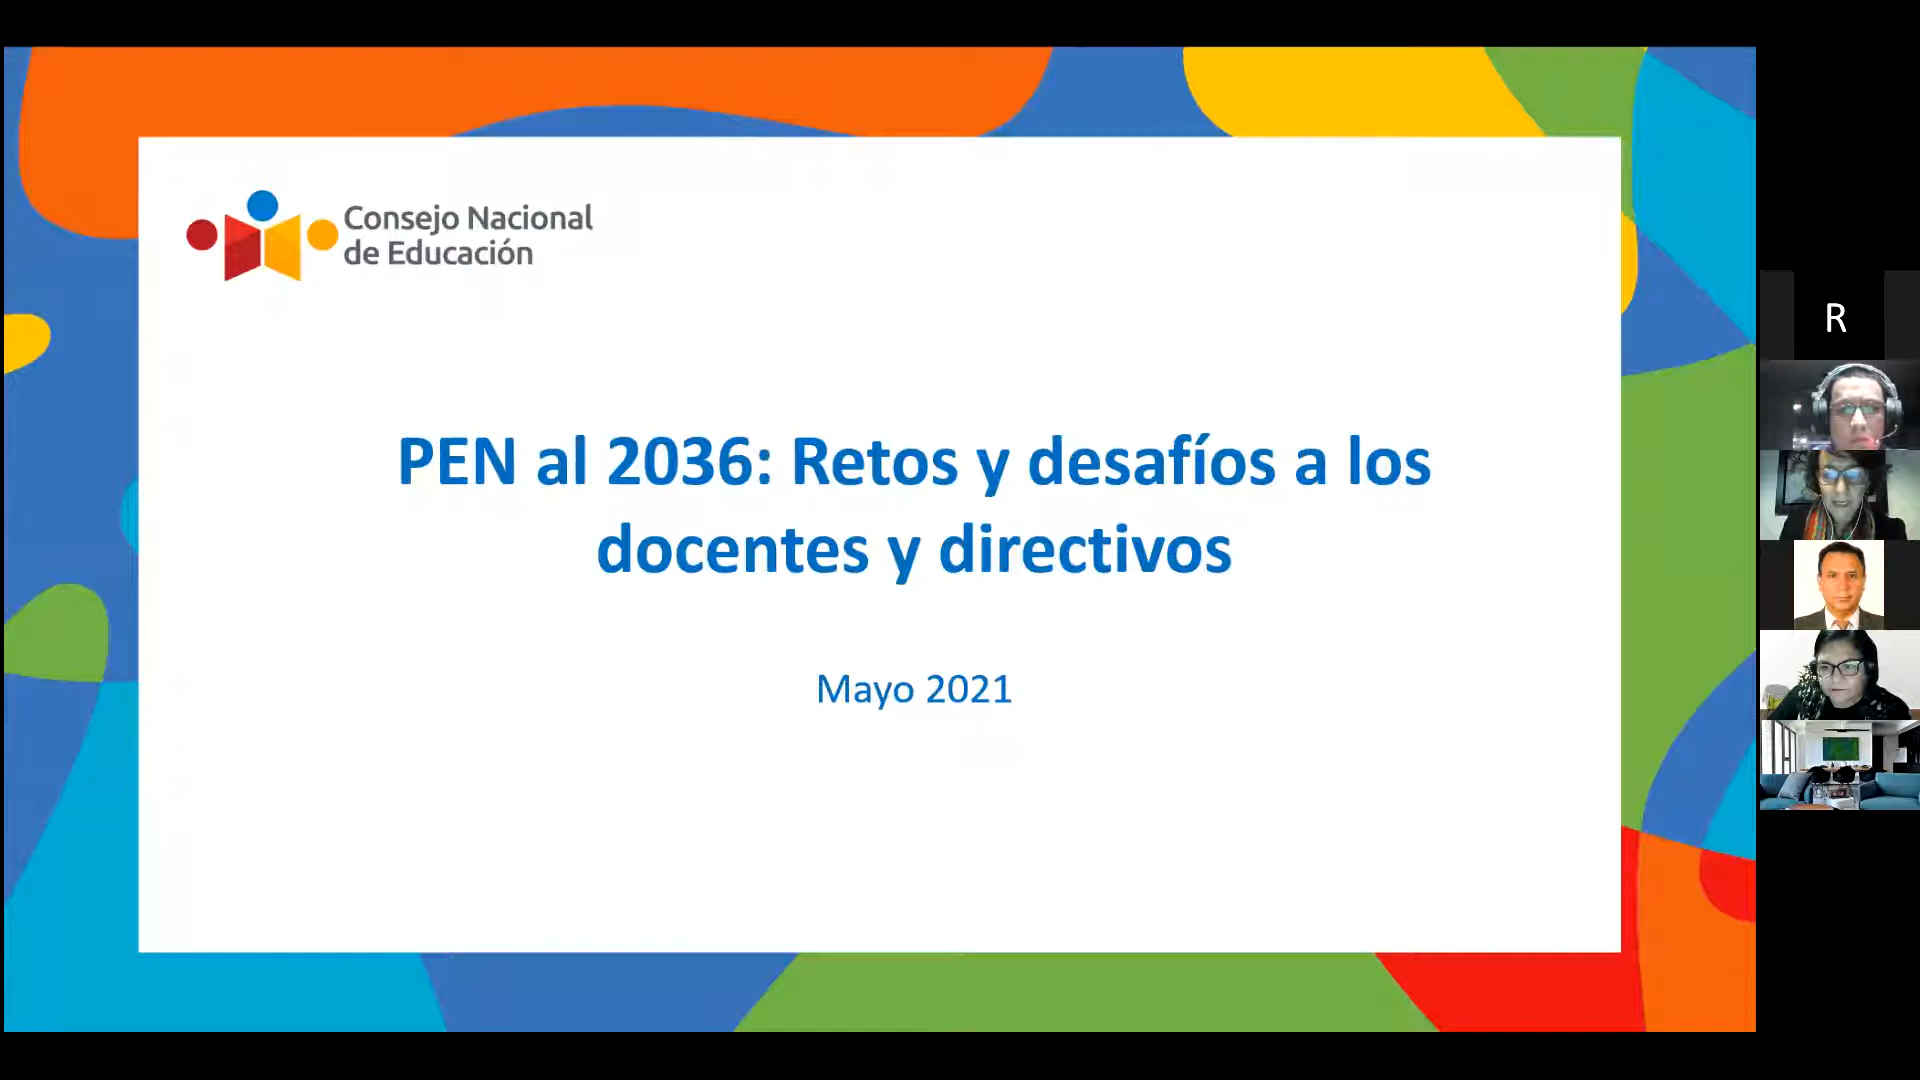 Consejo Nacional
de Educación
PEN al 2036: Retos y desafíos a los
docentes y directivos
Mayo 2021
R